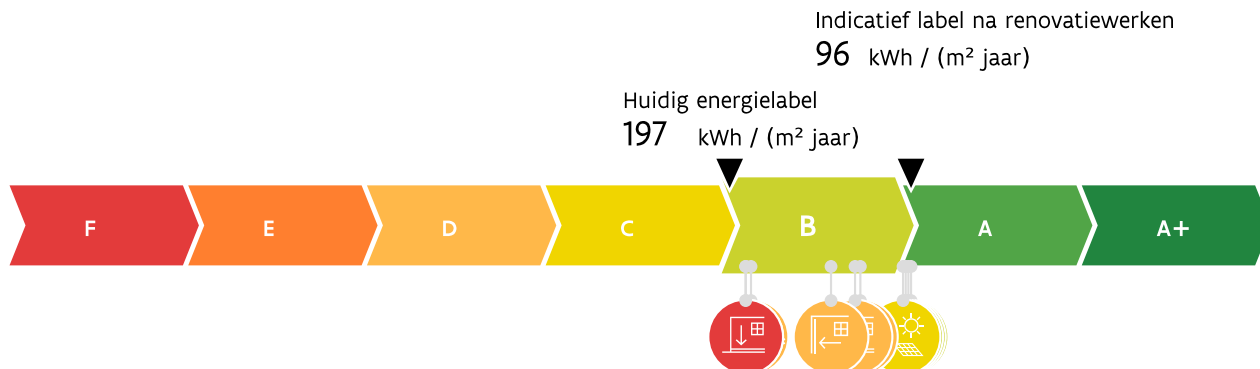 Indicatief label na renovatiewerken
96 kWh / (m² jaar)
Huidig energielabel
197 kWh / (m² jaar)
F E D C B A A+